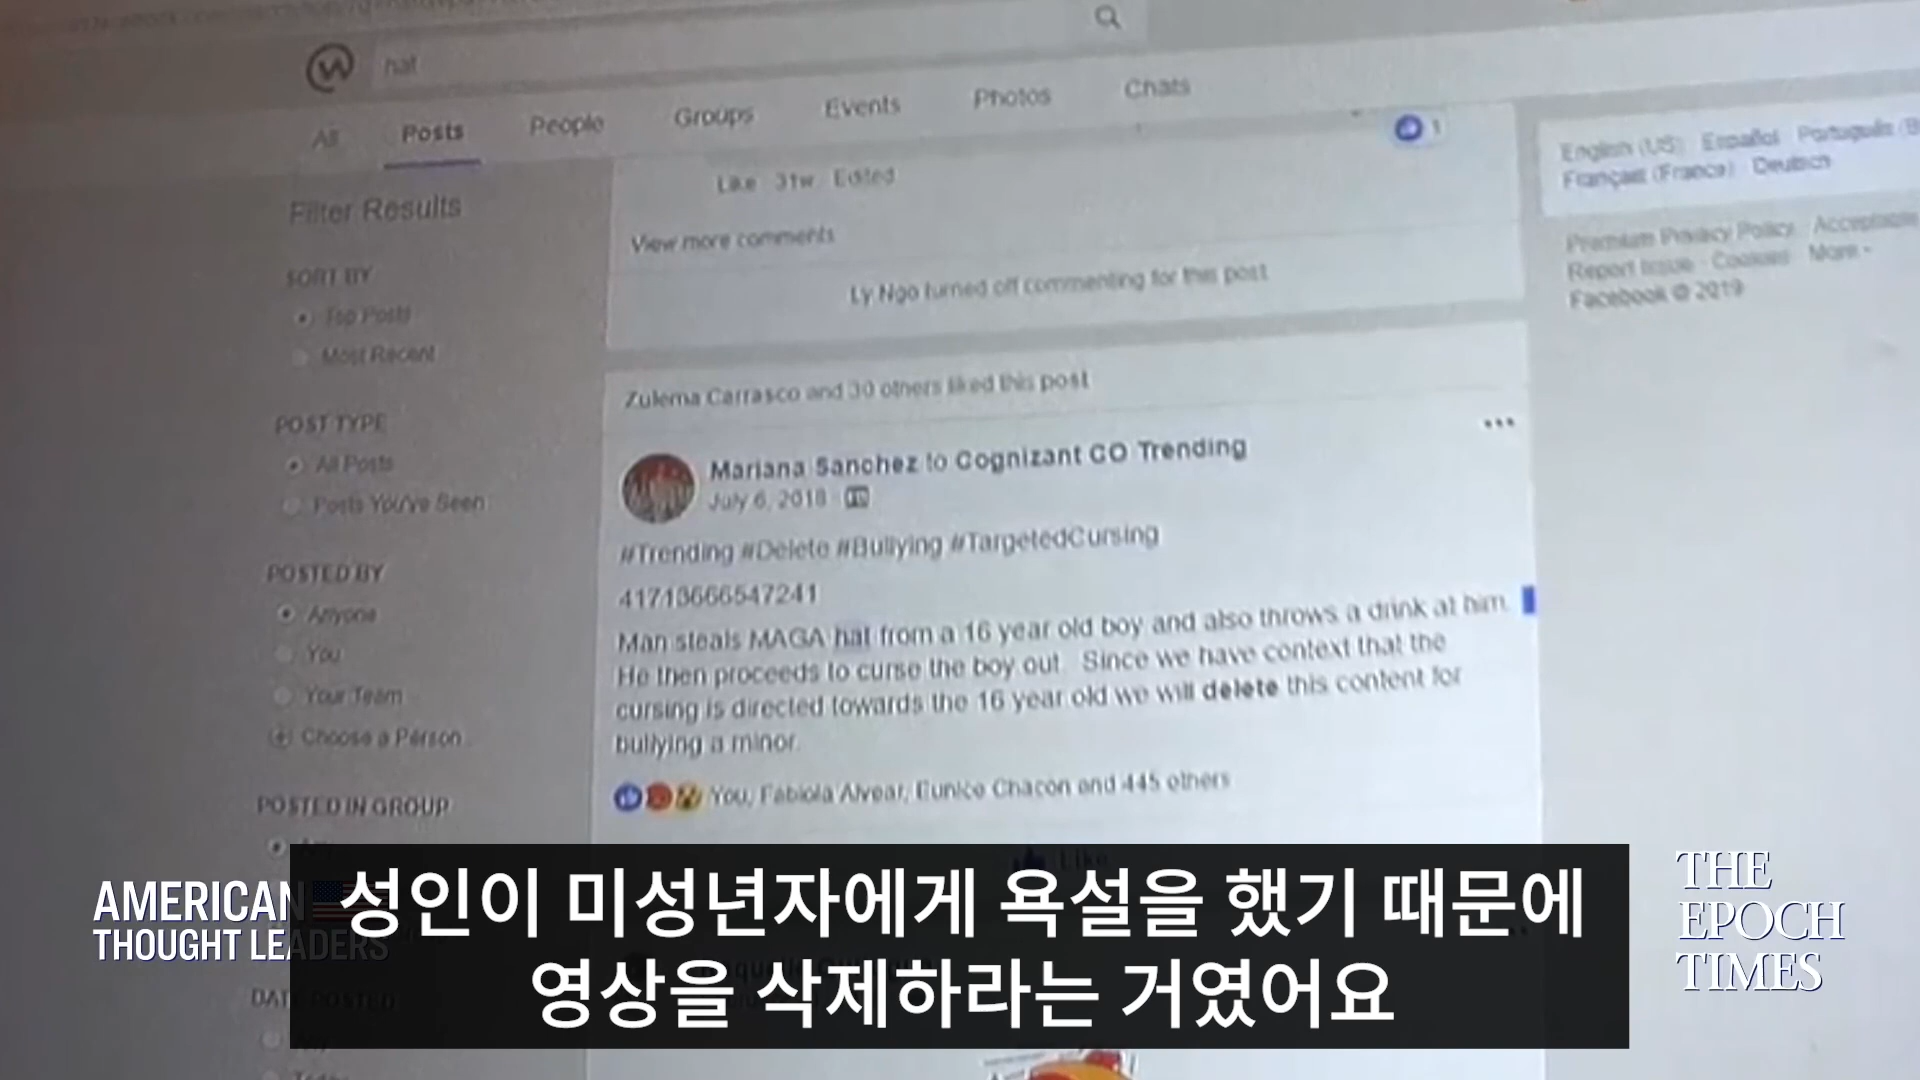 hat
All Posts People Groups Events Photos Chats
1
Like 31w Edited
View more comments
Ly Ngo turned off commenting for this post
English (US) Español Português
Français (France) Deutsch
Premium Privacy Policy Acceptable
Report Issue Cookies More
Facebook © 2019
Filter Results
SORT BY
Top Posts
Most Recent
POST TYPE
All Posts
Posts You've Seen
POSTED BY
Anyone
You
Your Team
Choose a Person
POSTED IN GROUP
Zulema Carrasco and 30 others liked this post
Mariana Sanchez to Cognizant CO Trending
July 6, 2018
#Trending #Delete #Bullying #TargetedCursing
41713666547241
Man steals MAGA hat from a 16 year old boy and also throws a drink at him.
He then proceeds to curse the boy out. Since we have context that the
cursing is directed towards the 16 year old we will delete this content for
bullying a minor.
You, Fabiola Alvear, Eunice Chacon and 445 others
성인이 미성년자에게 욕설을 했기 때문에
영상을 삭제하라는 거였어요
AMERICAN
THOUGHT LEADERS
THE
EPOCH
TIMES